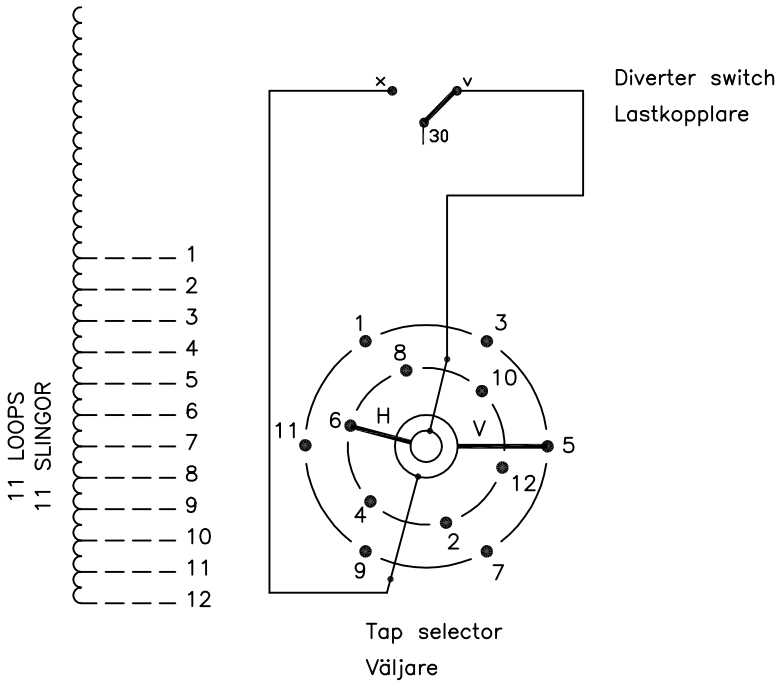 x
v
30
Diverter switch
Lastkopplare
1
2
3
4
5
6
7
8
9
10
11
12
11 LOOPS
11 SLINGOR
1
3
8
10
6
H
V
11
5
12
4
2
9
7
Tap selector
Väljare